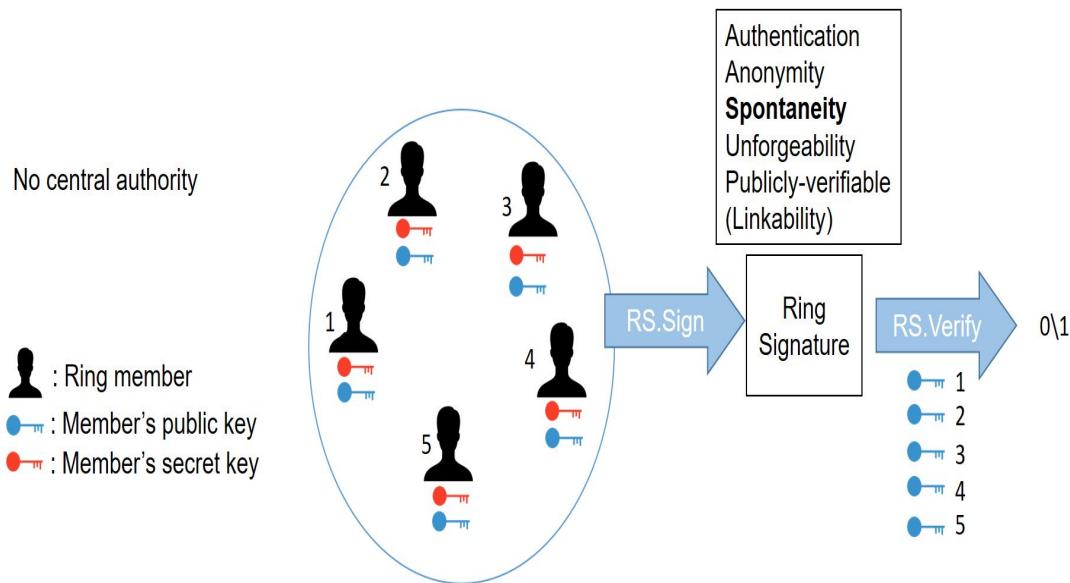 No central authority
: Ring member
: Member's public key
: Member's secret key
1
2
3
4
5
RS.Sign
Authentication
Anonymity
Spontaneity
Unforgeability
Publicly-verifiable
(Linkability)
Ring
Signature
RS.Verify
1
2
3
4
5
0\1